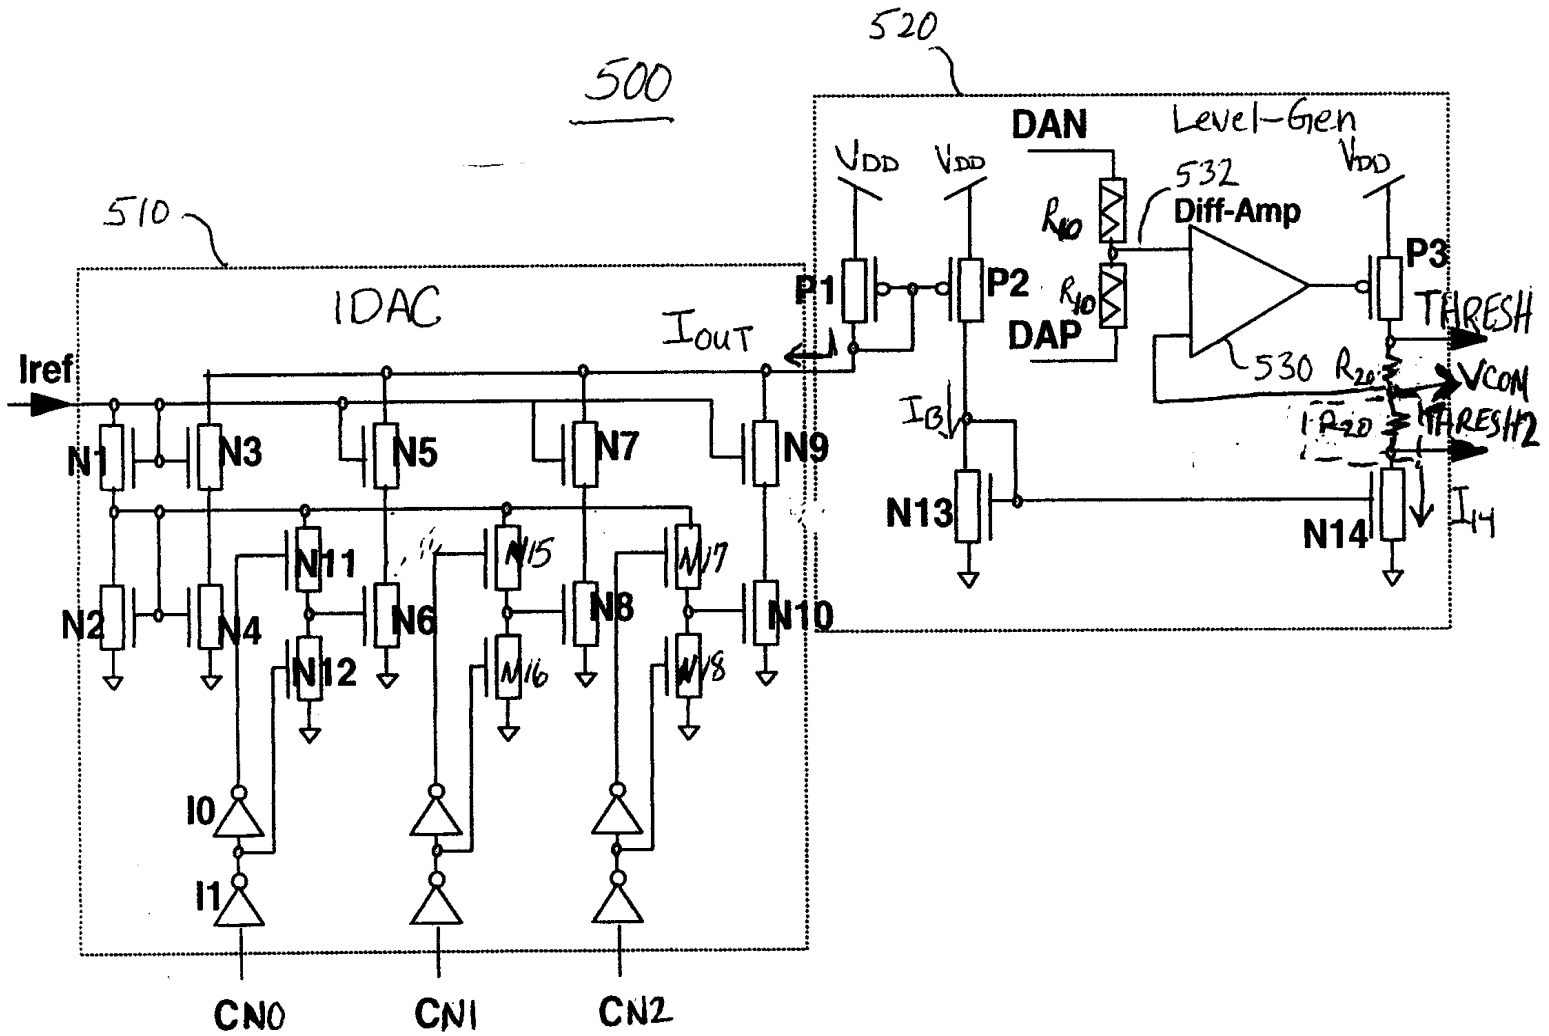 520
500
Level-Gen
DAN
VDD
VDD
VDD
532
Diff-Amp
510
R10
P3
IDAC
P1
P2
R10
THRESH
IOUT
DAP
530
R20
VCOM
Iref
IB
R20
THRESH2
N1
N3
N5
N7
N9
N13
N14
I14
N11
N15
N17
N2
N4
N6
N8
N10
N12
N16
N18
I0
I1
CN0
CN1
CN2